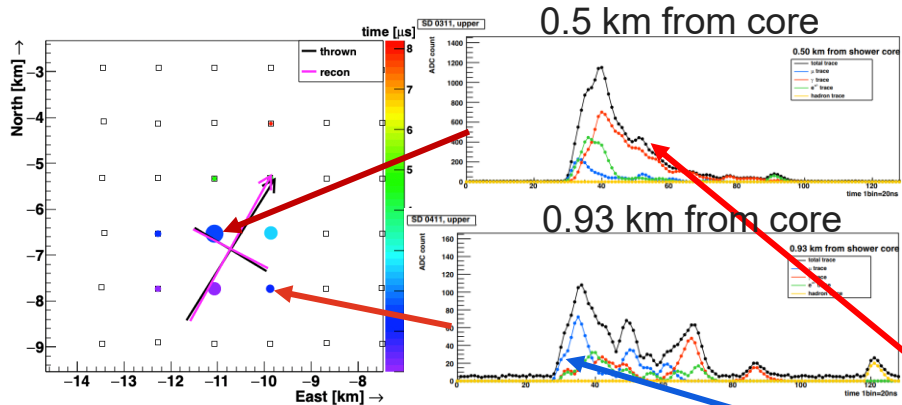 time [μs]
8
7
6
5
4
3
2
1
0
thrown
recon
North [km] →
−3
−4
−5
−6
−7
−8
−9
−14
−13
−12
−11
−10
−9
−8
East [km] →
SD 0311, upper
0.5 km from core
0.50 km from shower core
total trace
μ trace
γ trace
hadron trace
ADC count
1400
1200
1000
800
600
400
200
0
0
20
40
60
80
100
120
time 1bin=20ns
SD 0411, upper
0.93 km from core
0.93 km from shower core
total trace
trace
γ trace
trace
hadron trace
ADC count
160
140
120
100
80
60
40
20
0
0
40
60
80
100
120
time 1bin=20ns